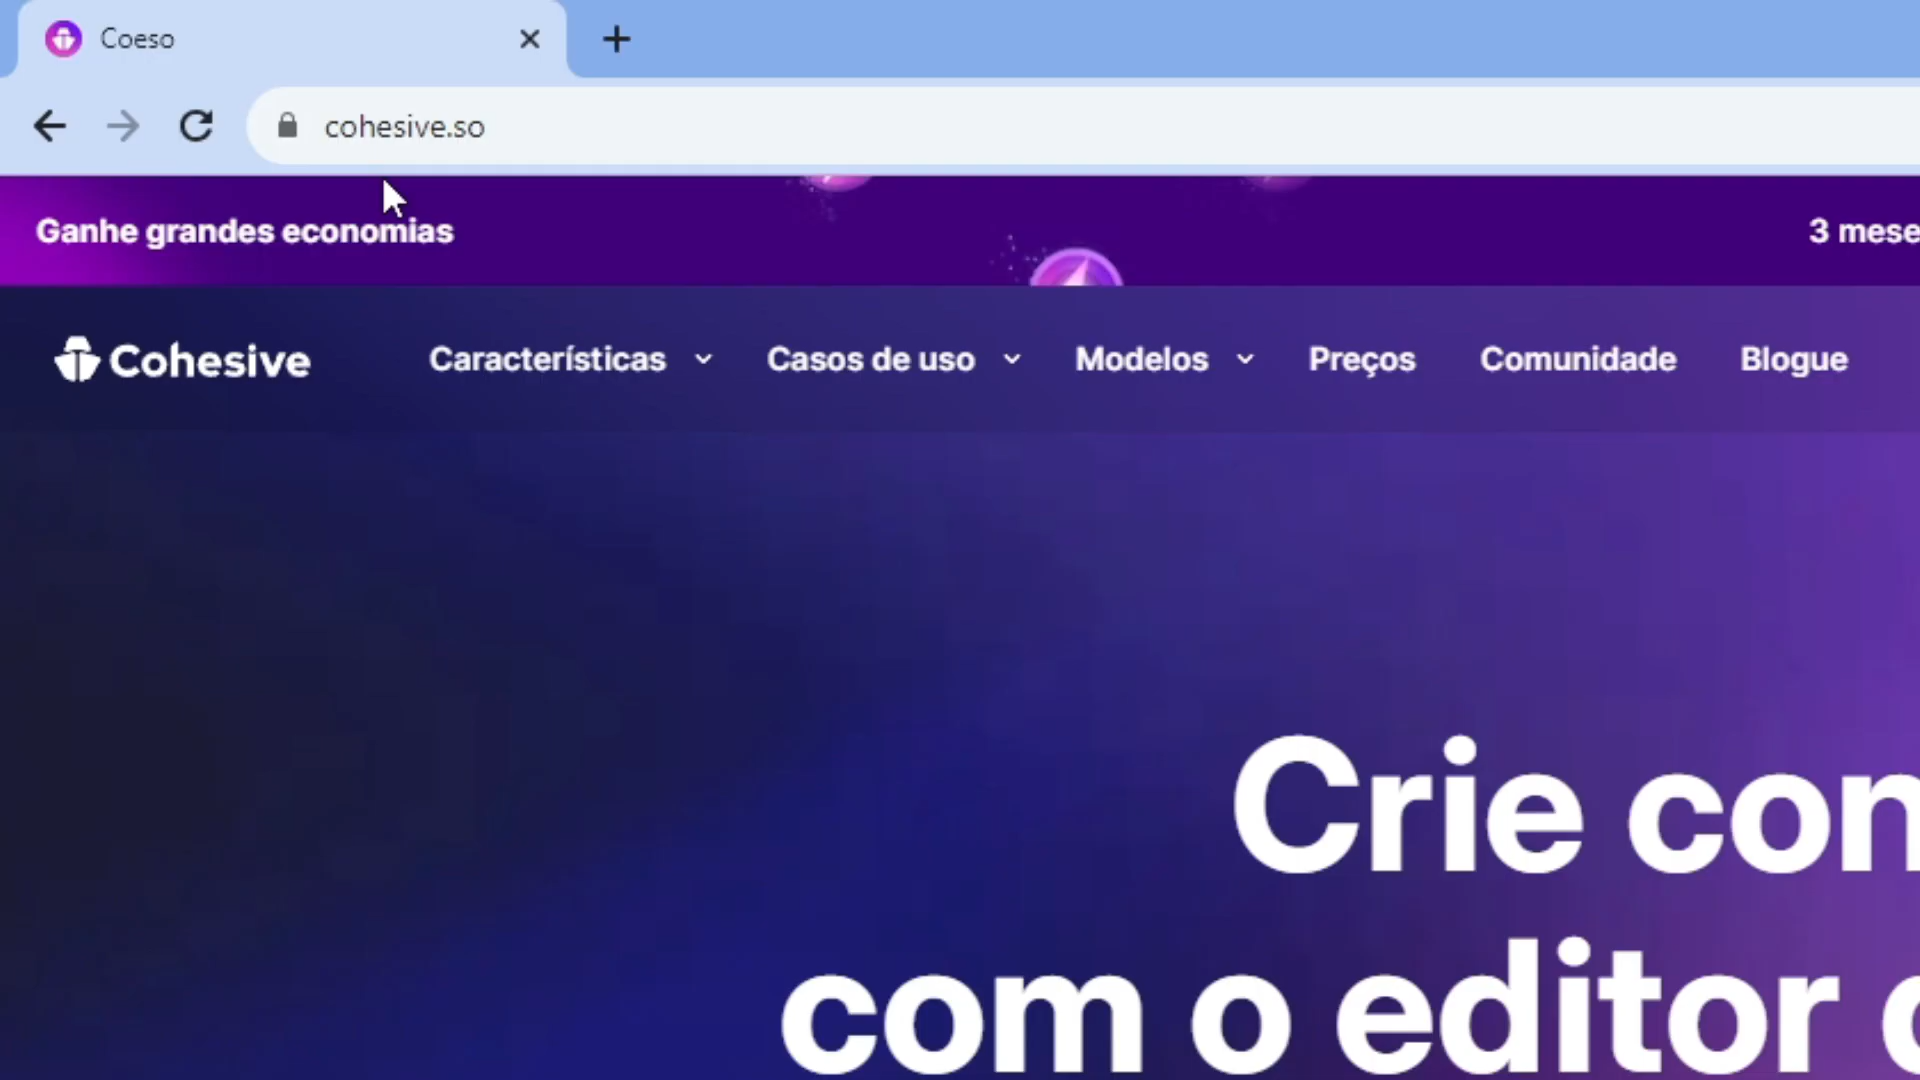 Coeso
cohesive.so
Ganhe grandes economias
3 mese
Cohesive
Características
Casos de uso
Modelos
Preços
Comunidade
Blogue
Crie con
com o editor